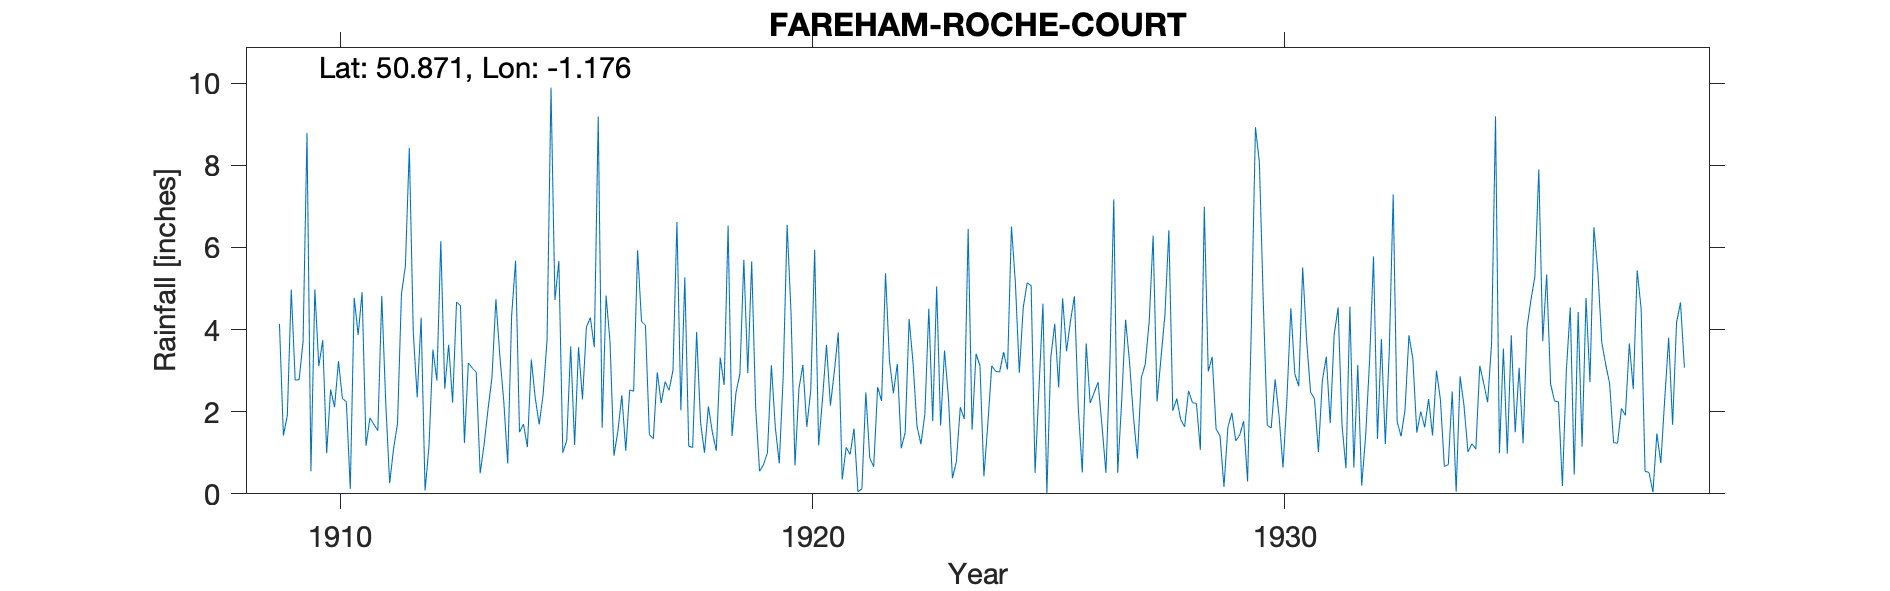 FAREHAM-ROCHE-COURT
Lat: 50.871, Lon: -1.176
10
8
6
4
2
0
Rainfall [inches]
1910 1920 1930
Year